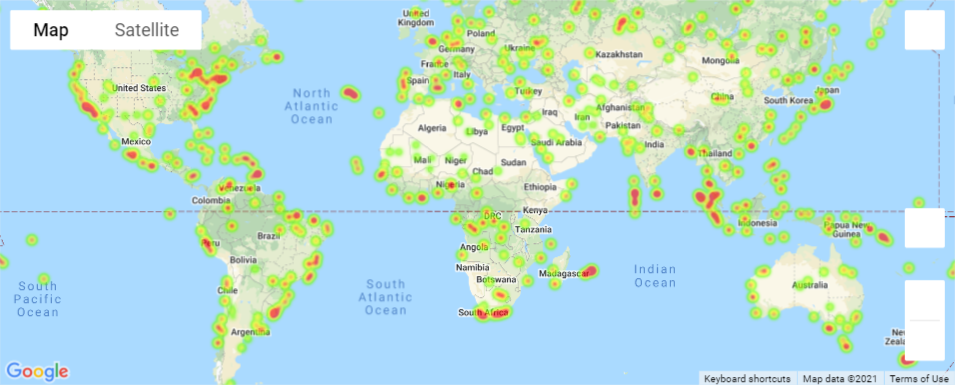 Map
Satellite
United
Kingdom
Poland
Germany
Ukraine
Kazakhstan
Mongolia
France
Italy
Spain
Turkey
United States
North
Atlantic
Ocean
China
South Korea
Japan
Afghanistan
Iraq
Iran
Pakistan
Algeria
Libya
Egypt
Saudi Arabia
India
Mexico
Thailand
Mali
Niger
Chad
Sudan
Nigeria
Ethiopia
Venezuela
Colombia
Kenya
DRC
Tanzania
Indonesia
Papua New
Guinea
Brazil
Peru
Angola
Bolivia
Namibia
Botswana
Madagascar
Indian
Ocean
Australia
South
Pacific
Ocean
South
Atlantic
Ocean
Chile
South Africa
Argentina
New
Zeala
Google
Keyboard shortcuts
Map data ©2021
Terms of Use